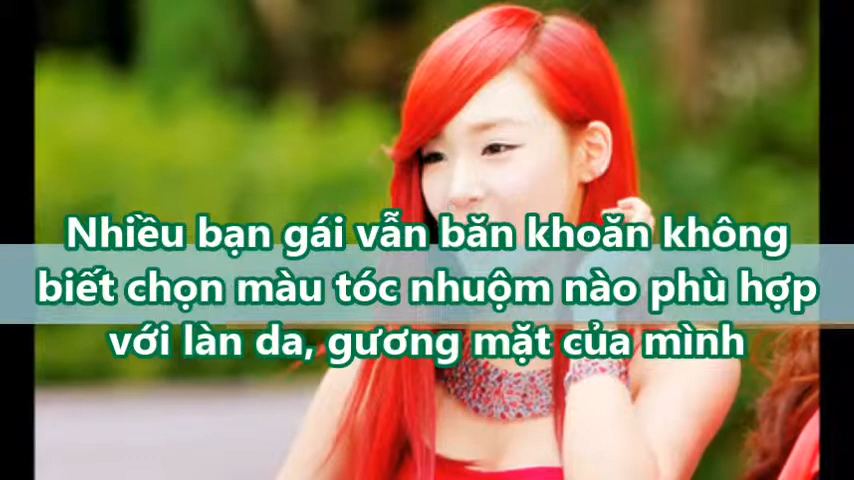 Nhiều bạn gái vẫn băn khoăn không
biết chọn màu tóc nhuộm nào phù hợp
với làn da, gương mặt của mình